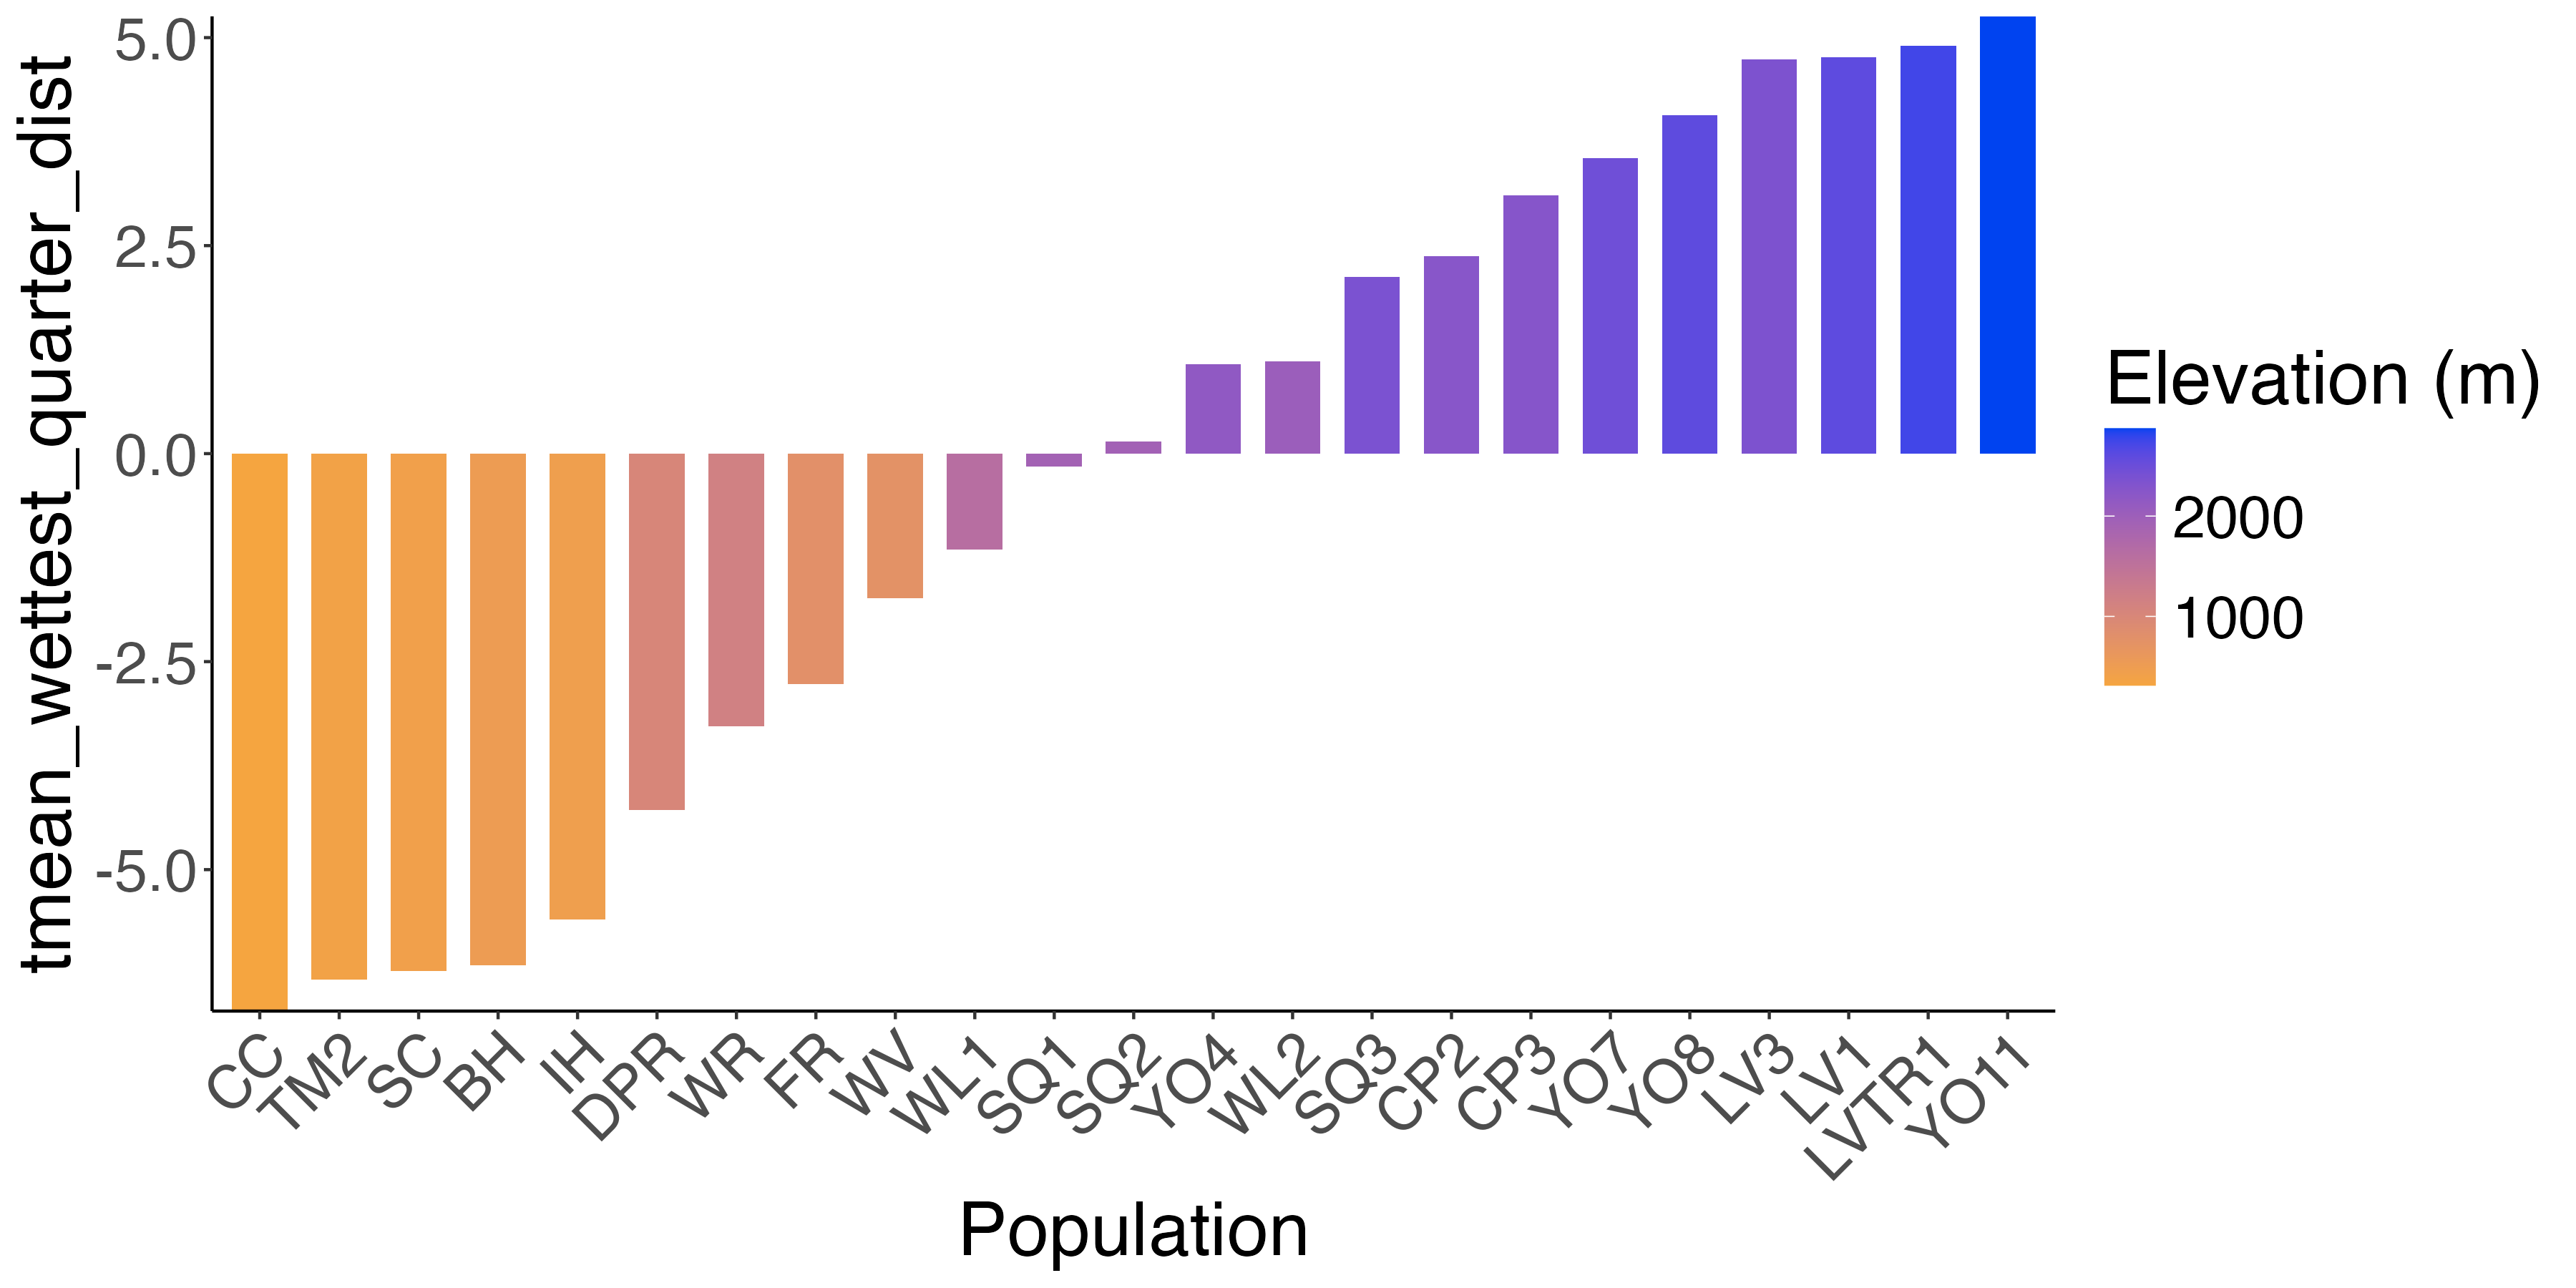 tmean_wettest_quarter_dist
5.0
2.5
0.0
-2.5
-5.0
CC
TM2
SC
BH
IH
DPR
WR
FR
WV
WL1
SQ1
SQ2
YO4
WL2
SQ3
CP2
CP3
YO7
YO8
LV3
LV1
LVTR1
YO11
Population
Elevation (m)
2000
1000